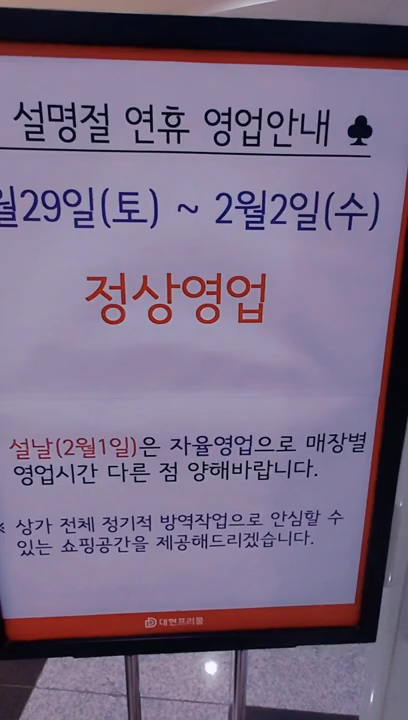 설명절 연휴 영업안내 ♣
월29일(토) ~ 2월2일(수)
정상영업
설날(2월1일)은 자율영업으로 매장별
영업시간 다른 점 양해바랍니다.
※ 상가 전체 정기적 방역작업으로 안심할 수
있는 쇼핑공간을 제공해드리겠습니다.
대현프리몰